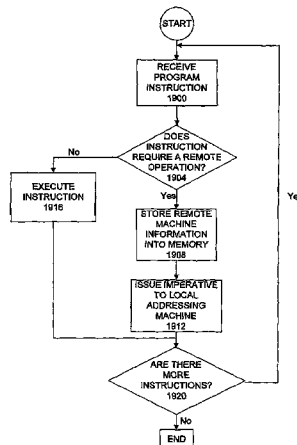 START
RECEIVE
PROGRAM
INSTRUCTION
1900
DOES
INSTRUCTION
REQUIRE A REMOTE
OPERATION?
1904
No
Yes
EXECUTE
INSTRUCTION
1916
STORE REMOTE
MACHINE
INFORMATION
INTO MEMORY
1908
ISSUE IMPERATIVE
TO LOCAL
ADDRESSING
MACHINE
1912
Ye
ARE THERE
MORE
INSTRUCTIONS?
1920
No
END